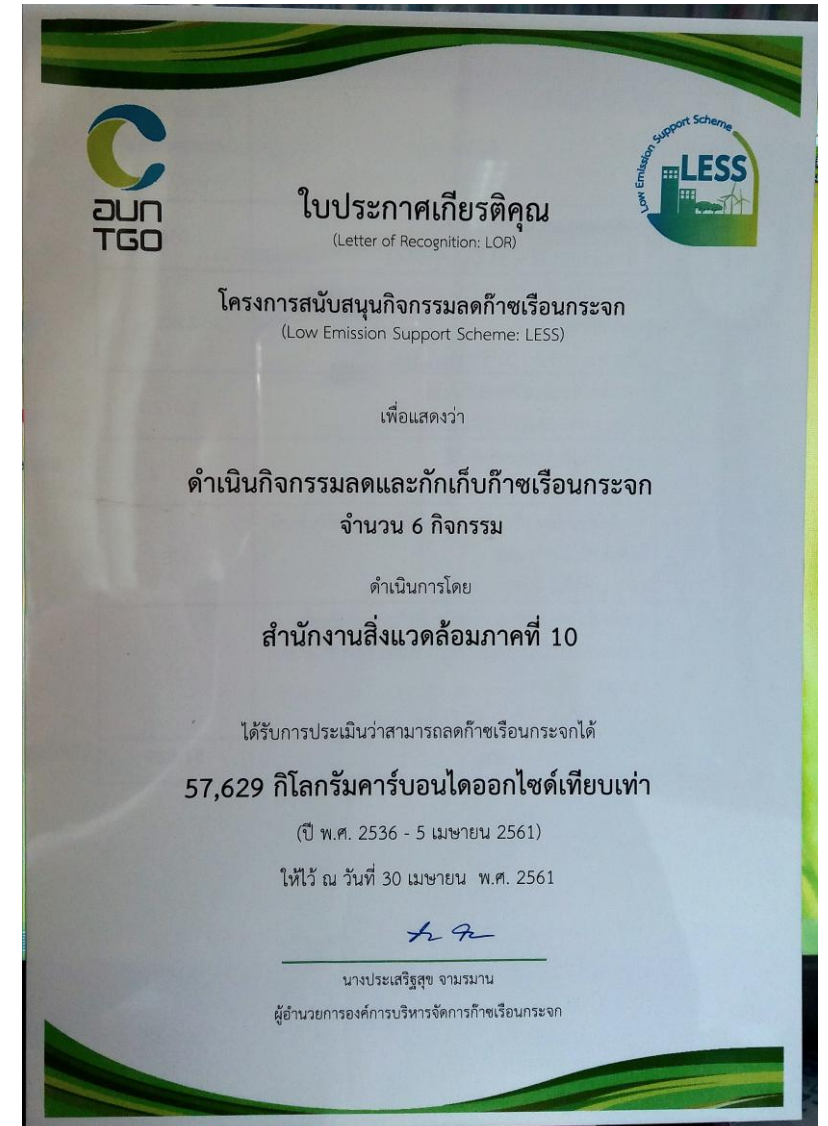 อบก
TGO
Low Emission Support Scheme
LESS
ใบประกาศเกียรติคุณ
(Letter of Recognition: LOR)
โครงการสนับสนุนกิจกรรมลดก๊าซเรือนกระจก
(Low Emission Support Scheme: LESS)
เพื่อแสดงว่า
ดำเนินกิจกรรมลดและกักเก็บก๊าซเรือนกระจก
จำนวน 6 กิจกรรม
ดำเนินการโดย
สำนักงานสิ่งแวดล้อมภาคที่ 10
ได้รับการประเมินว่าสามารถลดก๊าซเรือนกระจกได้
57,629 กิโลกรัมคาร์บอนไดออกไซด์เทียบเท่า
(ปี พ.ศ. 2536 - 5 เมษายน 2561)
ให้ไว้ ณ วันที่ 30 เมษายน พ.ศ. 2561
นางประเสริฐสุข จามรมาน
ผู้อำนวยการองค์การบริหารจัดการก๊าซเรือนกระจก